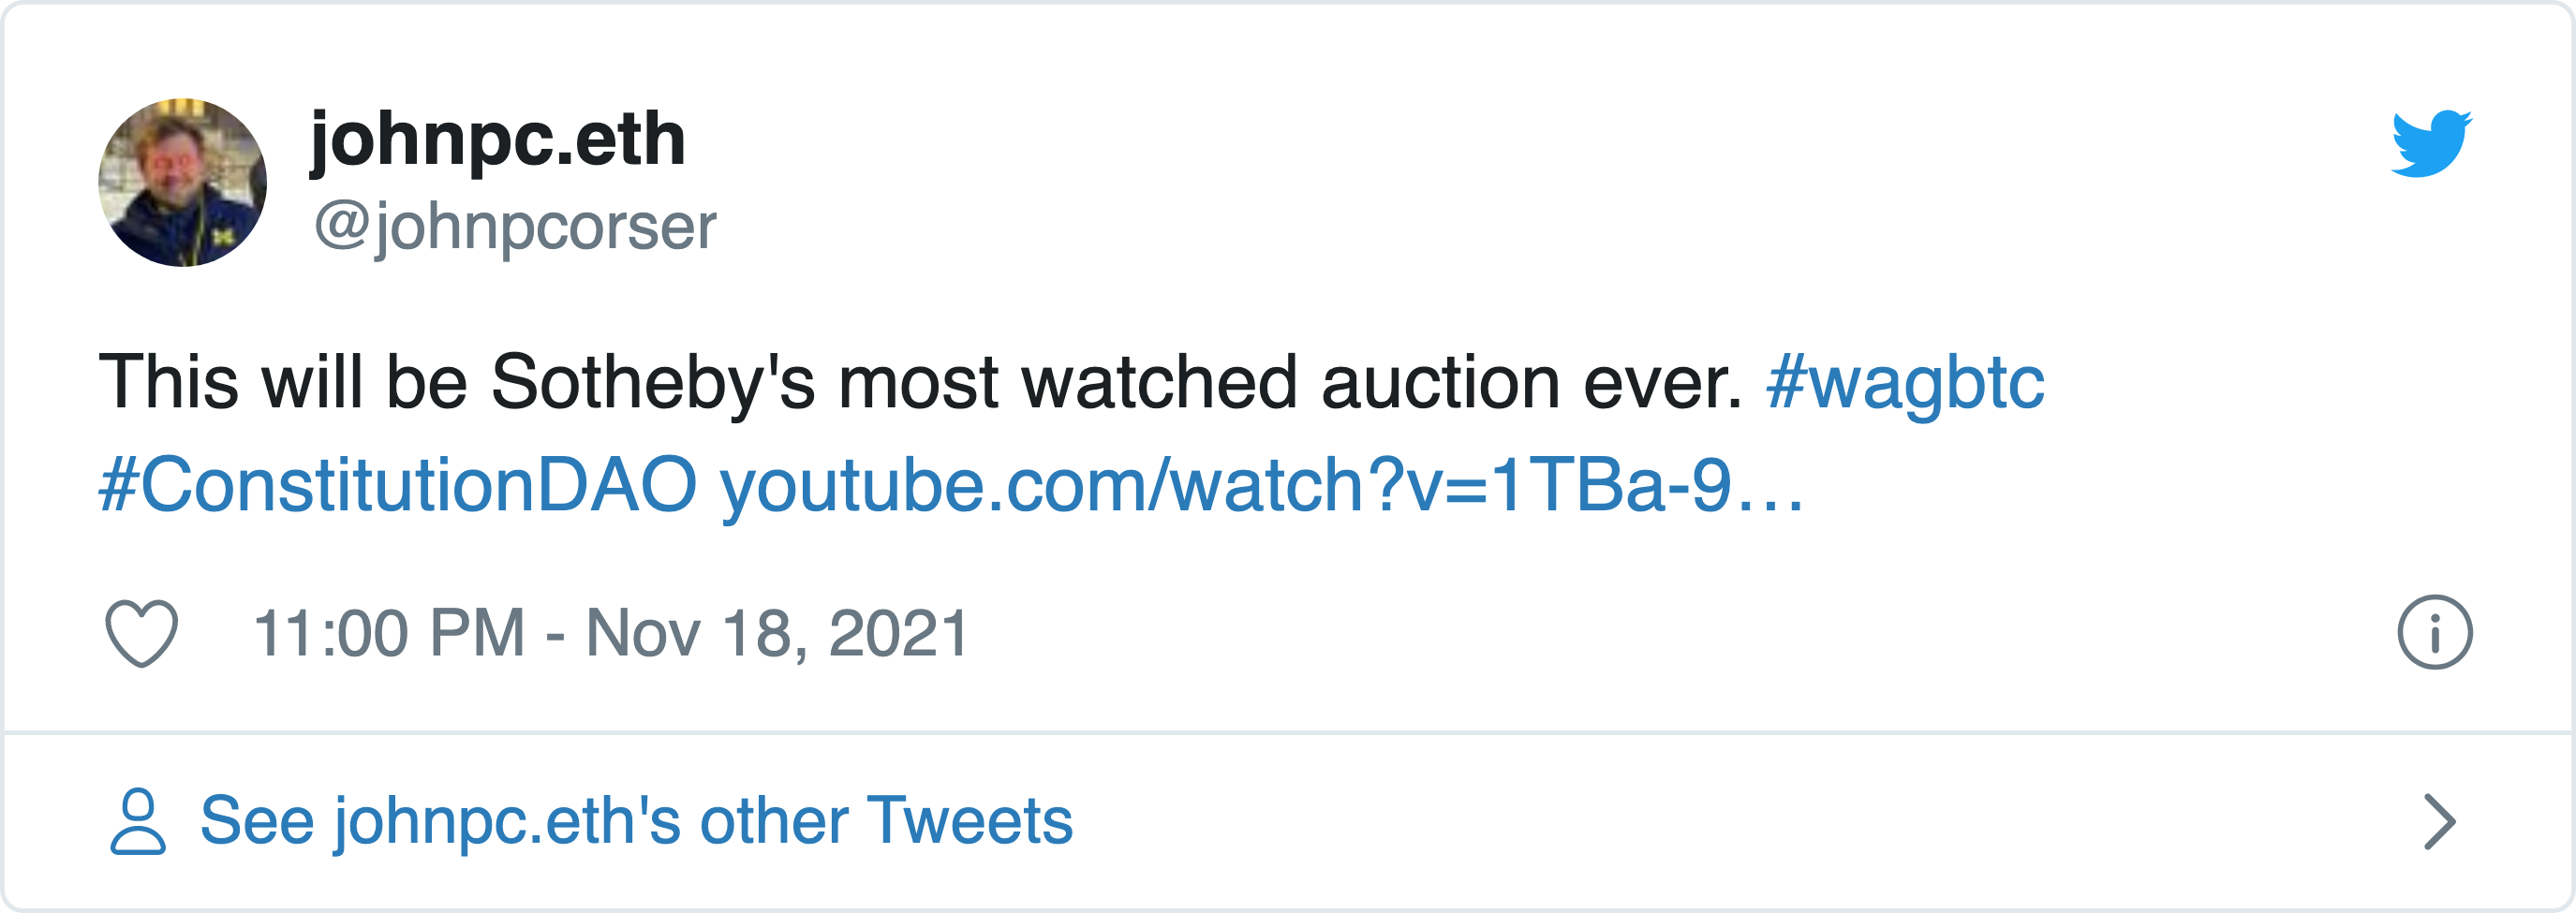 johnpc.eth
@johnpcorser
This will be Sotheby's most watched auction ever. #wagbtc
#ConstitutionDAO youtube.com/watch?v=1TBa-9…
11:00 PM - Nov 18, 2021
See johnpc.eth's other Tweets